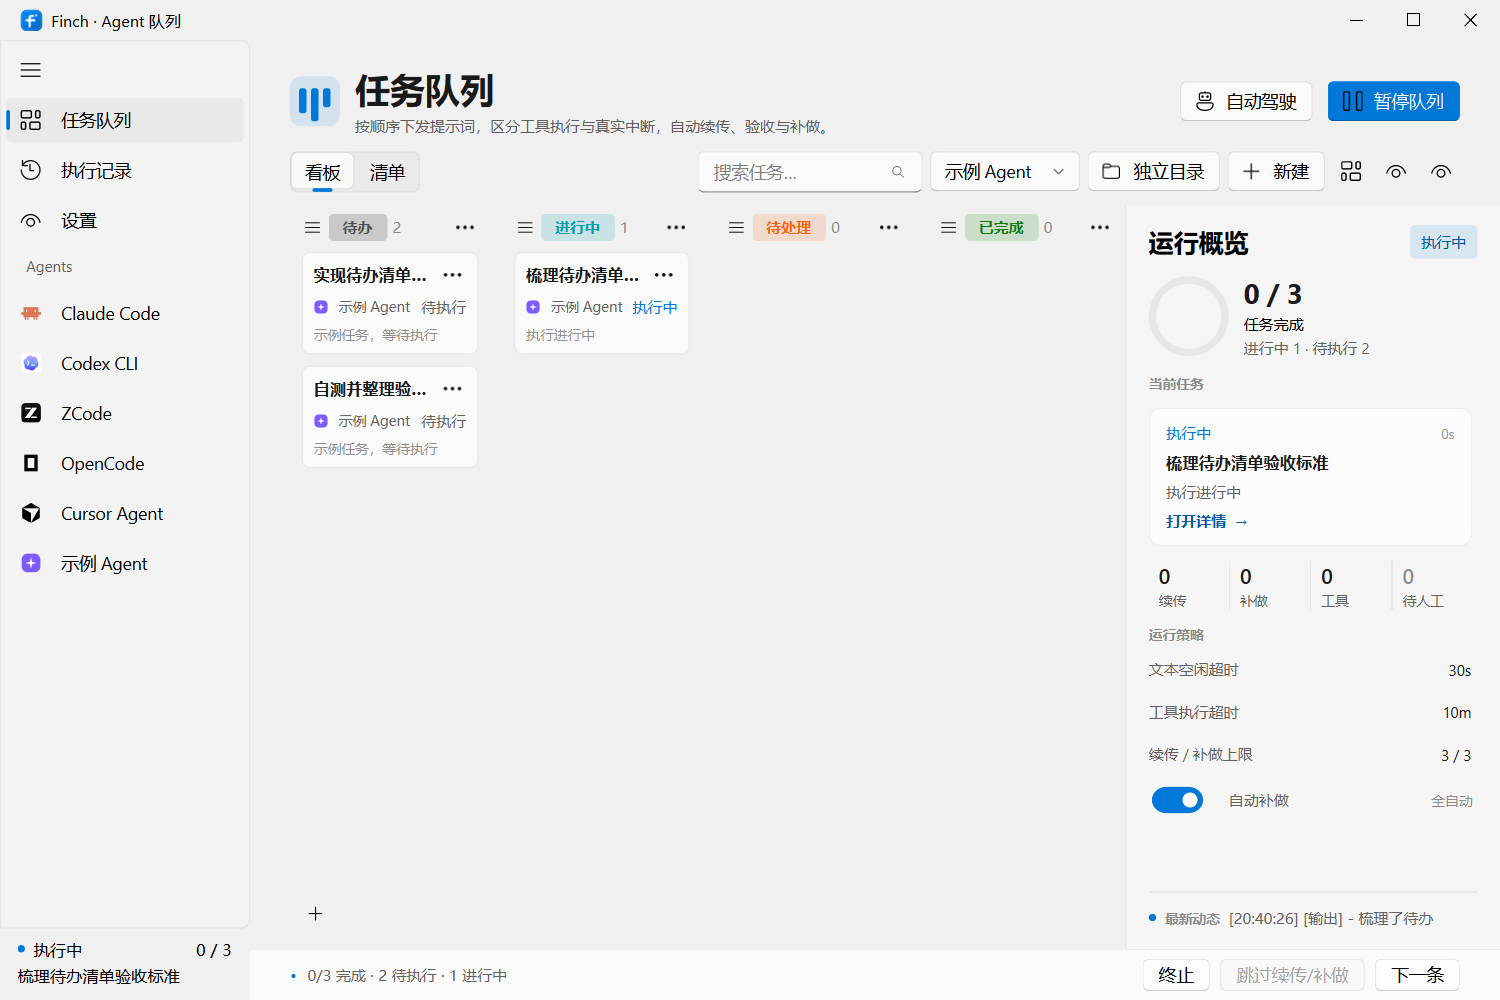 Finch · Agent 队列
任务队列
执行记录
设置
Agents
Claude Code
Codex CLI
ZCode
OpenCode
Cursor Agent
示例 Agent
执行中 0 / 3
梳理待办清单验收标准
任务队列
按顺序下发提示词，区分工具执行与真实中断，自动续传、验收与补做。
自动驾驶
暂停队列
看板 清单
搜索任务...
示例 Agent
独立目录
新建
待办 2
实现待办清单...
示例 Agent 待执行
示例任务，等待执行
自测并整理验...
示例 Agent 待执行
示例任务，等待执行
进行中 1
梳理待办清单...
示例 Agent 执行中
执行进行中
待处理 0
已完成 0
运行概览 执行中
0 / 3
任务完成
进行中 1 · 待执行 2
当前任务
执行中 0s
梳理待办清单验收标准
执行进行中
打开详情 →
0 0 0 0
续传 补做 工具 待人工
运行策略
文本空闲超时 30s
工具执行超时 10m
续传 / 补做上限 3 / 3
自动补做 全自动
最新动态 [20:40:26] [输出] - 梳理了待办
0/3 完成 · 2 待执行 · 1 进行中
终止 跳过续传/补做 下一条